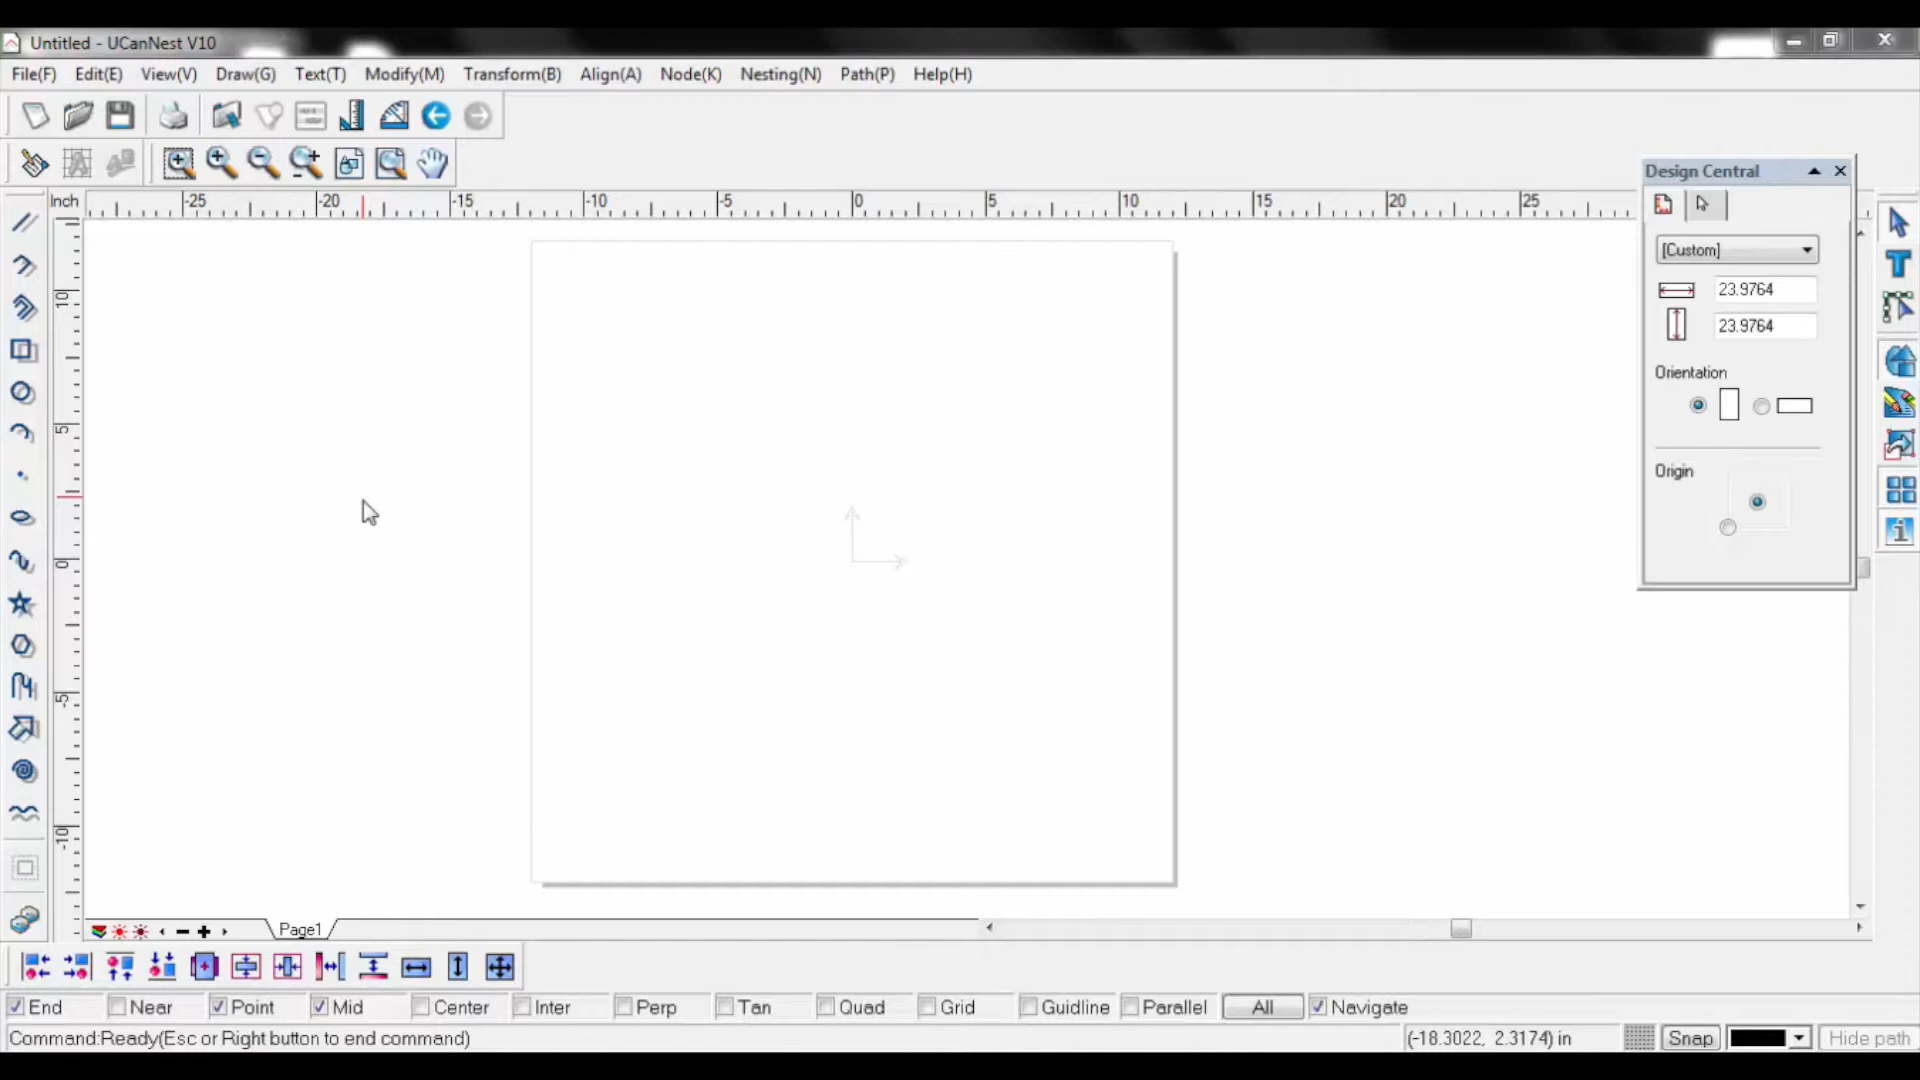 Untitled - UCanNest V10
File(F) Edit(E) View(V) Draw(G) Text(T) Modify(M) Transform(B) Align(A) Node(K) Nesting(N) Path(P) Help(H)
Inch
-25 -20 -15 -10 -5 0 5 10 15 20 25
10
5
0
-5
-10
Design Central
[Custom]
23.9764
23.9764
Orientation
Origin
Page1
End Near Point Mid Center Inter Perp Tan Quad Grid Guidline Parallel All Navigate
Command:Ready(Esc or Right button to end command) (-18.3022, 2.3174) in Snap Hide path